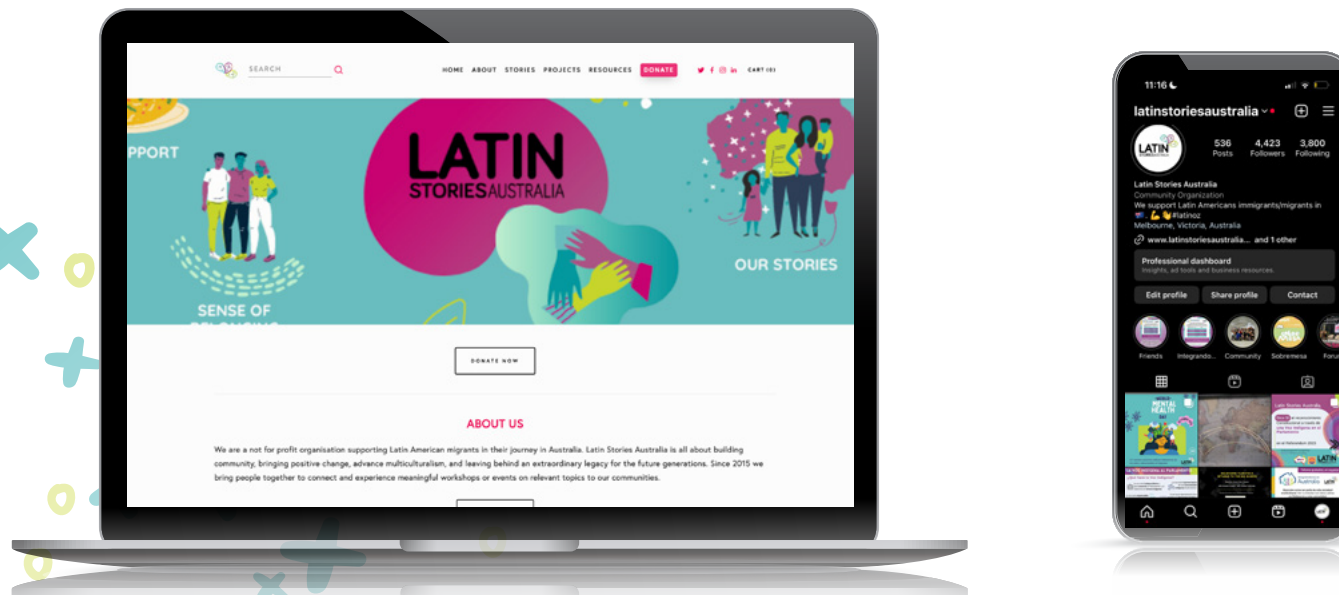 SEARCH
HOME ABOUT STORIES PROJECTS RESOURCES DONATE CART (0)
PPORT
LATIN
STORIESAUSTRALIA
OUR STORIES
SENSE OF
BELONGING
DONATE NOW
ABOUT US
We are a not for profit organisation supporting Latin American migrants in their journey in Australia. Latin Stories Australia is all about building
community, bringing positive change, advance multiculturalism, and leaving behind an extraordinary legacy for the future generations. Since 2015 we
bring people together to connect and experience meaningful workshops or events on relevant topics to our communities.
11:16
latinstoriesaustralia
LATIN
536 4,423 3,800
Posts Followers Following
Latin Stories Australia
Community Organization
We support Latin Americans immigrants/migrants in
#latinoz
Melbourne, Victoria, Australia
www.latinstoriesaustralia... and 1 other
Professional dashboard
Insights, ad tools and business resources.
Edit profile Share profile Contact
Friends Integrando... Community Sobremesa Foru
MENTAL
HEALTH
LATIN